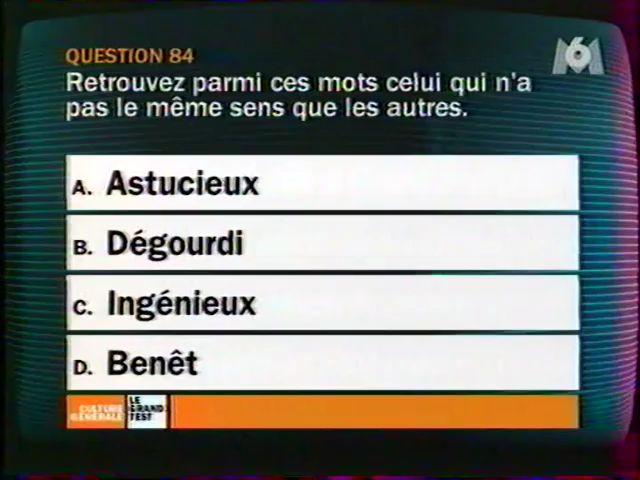 QUESTION 84
M6
Retrouvez parmi ces mots celui qui n'a
pas le même sens que les autres.
A. Astucieux
B. Dégourdi
C. Ingénieux
D. Benêt
CULTURE
GÉNÉRALE
LE
GRAND
TEST